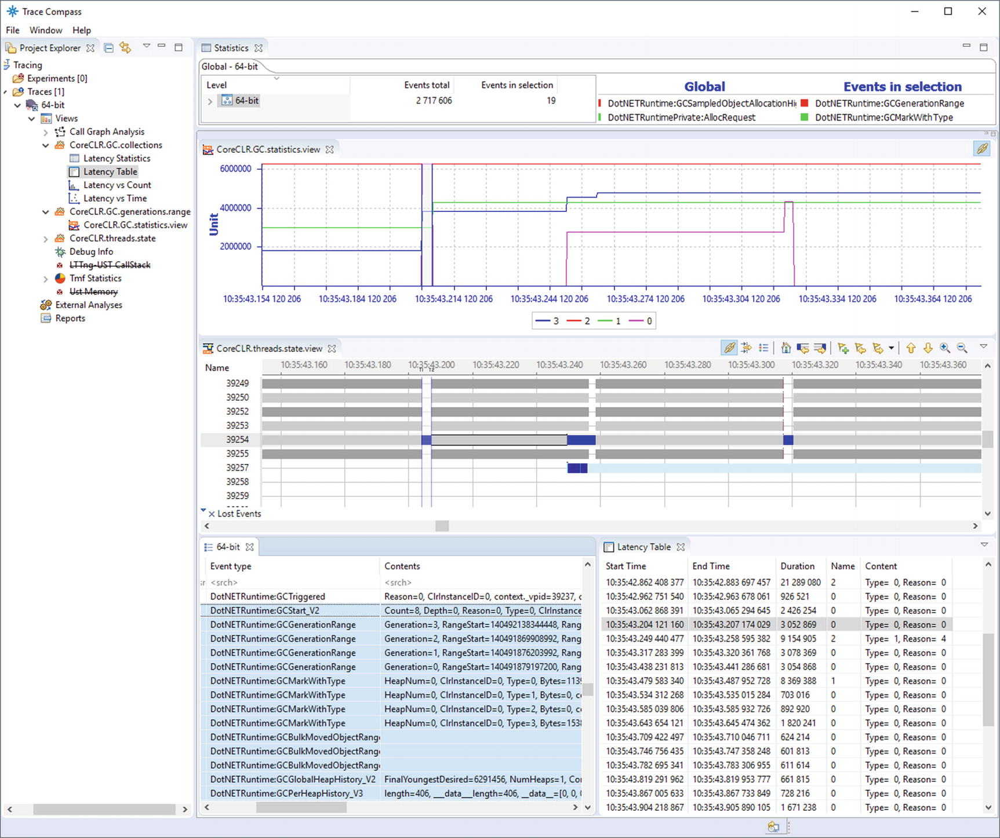 Trace Compass
File Window Help
Project Explorer
Tracing
Experiments [0]
Traces [1]
64-bit
Views
Call Graph Analysis
CoreCLR.GC.collections
Latency Statistics
Latency Table
Latency vs Count
Latency vs Time
CoreCLR.GC.generations.range
CoreCLR.GC.statistics.view
CoreCLR.threads.state
Debug Info
LTTng-UST CallStack
Tmf Statistics
Ust Memory
External Analyses
Reports
Statistics
Global - 64-bit
Level Events total Events in selection
64-bit 2 717 606 19
Global Events in selection
DotNETRuntime:GCSampledObjectAllocationHi DotNETRuntime:GCGenerationRange
DotNETRuntimePrivate:AllocRequest DotNETRuntime:GCMarkWithType
CoreCLR.GC.statistics.view
6000000
4000000
2000000
Unit
10:35:43.154 120 206 10:35:43.184 120 206 10:35:43.214 120 206 10:35:43.244 120 206 10:35:43.274 120 206 10:35:43.304 120 206 10:35:43.334 120 206 10:35:43.364 120 206
3 2 1 0
CoreCLR.threads.state.view
Name 10:35:43.160 10:35:43.180 10:35:43.200 10:35:43.220 10:35:43.240 10:35:43.260 10:35:43.280 10:35:43.300 10:35:43.320 10:35:43.340 10:35:43.360
T1 T2
39249
39250
39252
39253
39254
39255
39257
39258
39259
Lost Events
64-bit
Event type Contents
<srch> <srch>
DotNETRuntime:GCTriggered Reason=0, ClrInstanceID=0, context._vpid=39237, c
DotNETRuntime:GCStart_V2 Count=8, Depth=0, Reason=0, Type=0, ClrInstance
DotNETRuntime:GCGenerationRange Generation=3, RangeStart=140492138344448, Rang
DotNETRuntime:GCGenerationRange Generation=2, RangeStart=140491869908992, Rang
DotNETRuntime:GCGenerationRange Generation=1, RangeStart=140491876203992, Rang
DotNETRuntime:GCGenerationRange Generation=0, RangeStart=140491879197200, Rang
DotNETRuntime:GCMarkWithType HeapNum=0, ClrInstanceID=0, Type=0, Bytes=1139
DotNETRuntime:GCMarkWithType HeapNum=0, ClrInstanceID=0, Type=1, Bytes=0, c
DotNETRuntime:GCMarkWithType HeapNum=0, ClrInstanceID=0, Type=2, Bytes=0, c
DotNETRuntime:GCMarkWithType HeapNum=0, ClrInstanceID=0, Type=3, Bytes=1538
DotNETRuntime:GCBulkMovedObjectRange
DotNETRuntime:GCBulkMovedObjectRange
DotNETRuntime:GCBulkMovedObjectRange
DotNETRuntime:GCGlobalHeapHistory_V2 FinalYoungestDesired=6291456, NumHeaps=1, Co
DotNETRuntime:GCPerHeapHistory_V3 length=406, ___data__length=406, __data__=[0, 0,
Latency Table
Start Time End Time Duration Name Content
10:35:42.862 408 377 10:35:42.883 697 457 21 289 080 2 Type= 0, Reason= 0
10:35:42.962 751 540 10:35:42.963 678 061 926 521 0 Type= 0, Reason= 0
10:35:43.062 868 391 10:35:43.065 294 645 2 426 254 0 Type= 0, Reason= 0
10:35:43.204 121 160 10:35:43.207 174 029 3 052 869 0 Type= 0, Reason= 0
10:35:43.249 440 477 10:35:43.258 595 382 9 154 905 2 Type= 1, Reason= 4
10:35:43.317 283 399 10:35:43.320 361 768 3 078 369 0 Type= 0, Reason= 0
10:35:43.438 231 813 10:35:43.441 286 681 3 054 868 0 Type= 0, Reason= 0
10:35:43.479 583 340 10:35:43.487 952 728 8 369 388 1 Type= 0, Reason= 0
10:35:43.534 312 268 10:35:43.535 015 284 703 016 0 Type= 0, Reason= 0
10:35:43.585 039 806 10:35:43.585 932 726 892 920 0 Type= 0, Reason= 0
10:35:43.643 654 121 10:35:43.645 474 362 1 820 241 0 Type= 0, Reason= 0
10:35:43.709 422 497 10:35:43.710 046 711 624 214 0 Type= 0, Reason= 0
10:35:43.746 756 435 10:35:43.747 358 248 601 813 0 Type= 0, Reason= 0
10:35:43.782 695 341 10:35:43.783 306 955 611 614 0 Type= 0, Reason= 0
10:35:43.819 291 962 10:35:43.819 953 777 661 815 0 Type= 0, Reason= 0
10:35:43.867 005 633 10:35:43.867 733 849 728 216 0 Type= 0, Reason= 0
10:35:43.904 218 867 10:35:43.905 890 105 1 671 238 0 Type= 0, Reason= 0